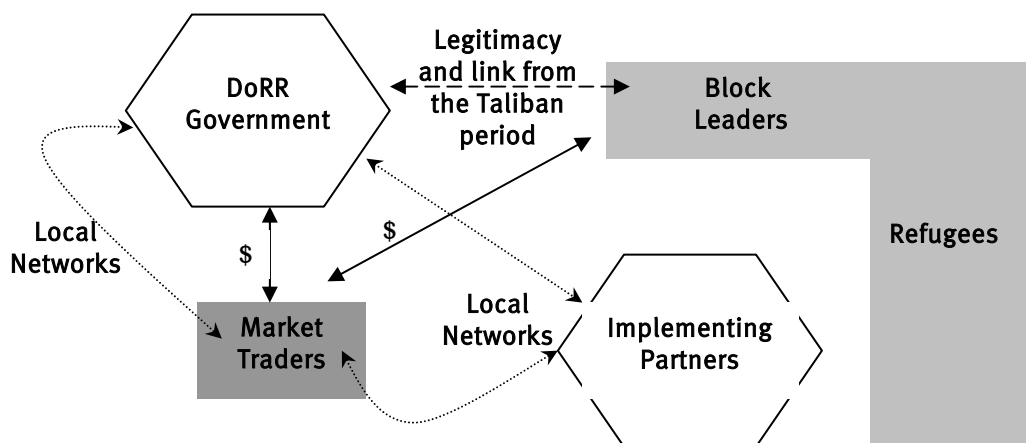 Legitimacy
and link from
the Taliban
period
DoRR
Government
Block
Leaders
$
$
Local
Networks
Refugees
Market
Traders
Local
Networks
Implementing
Partners